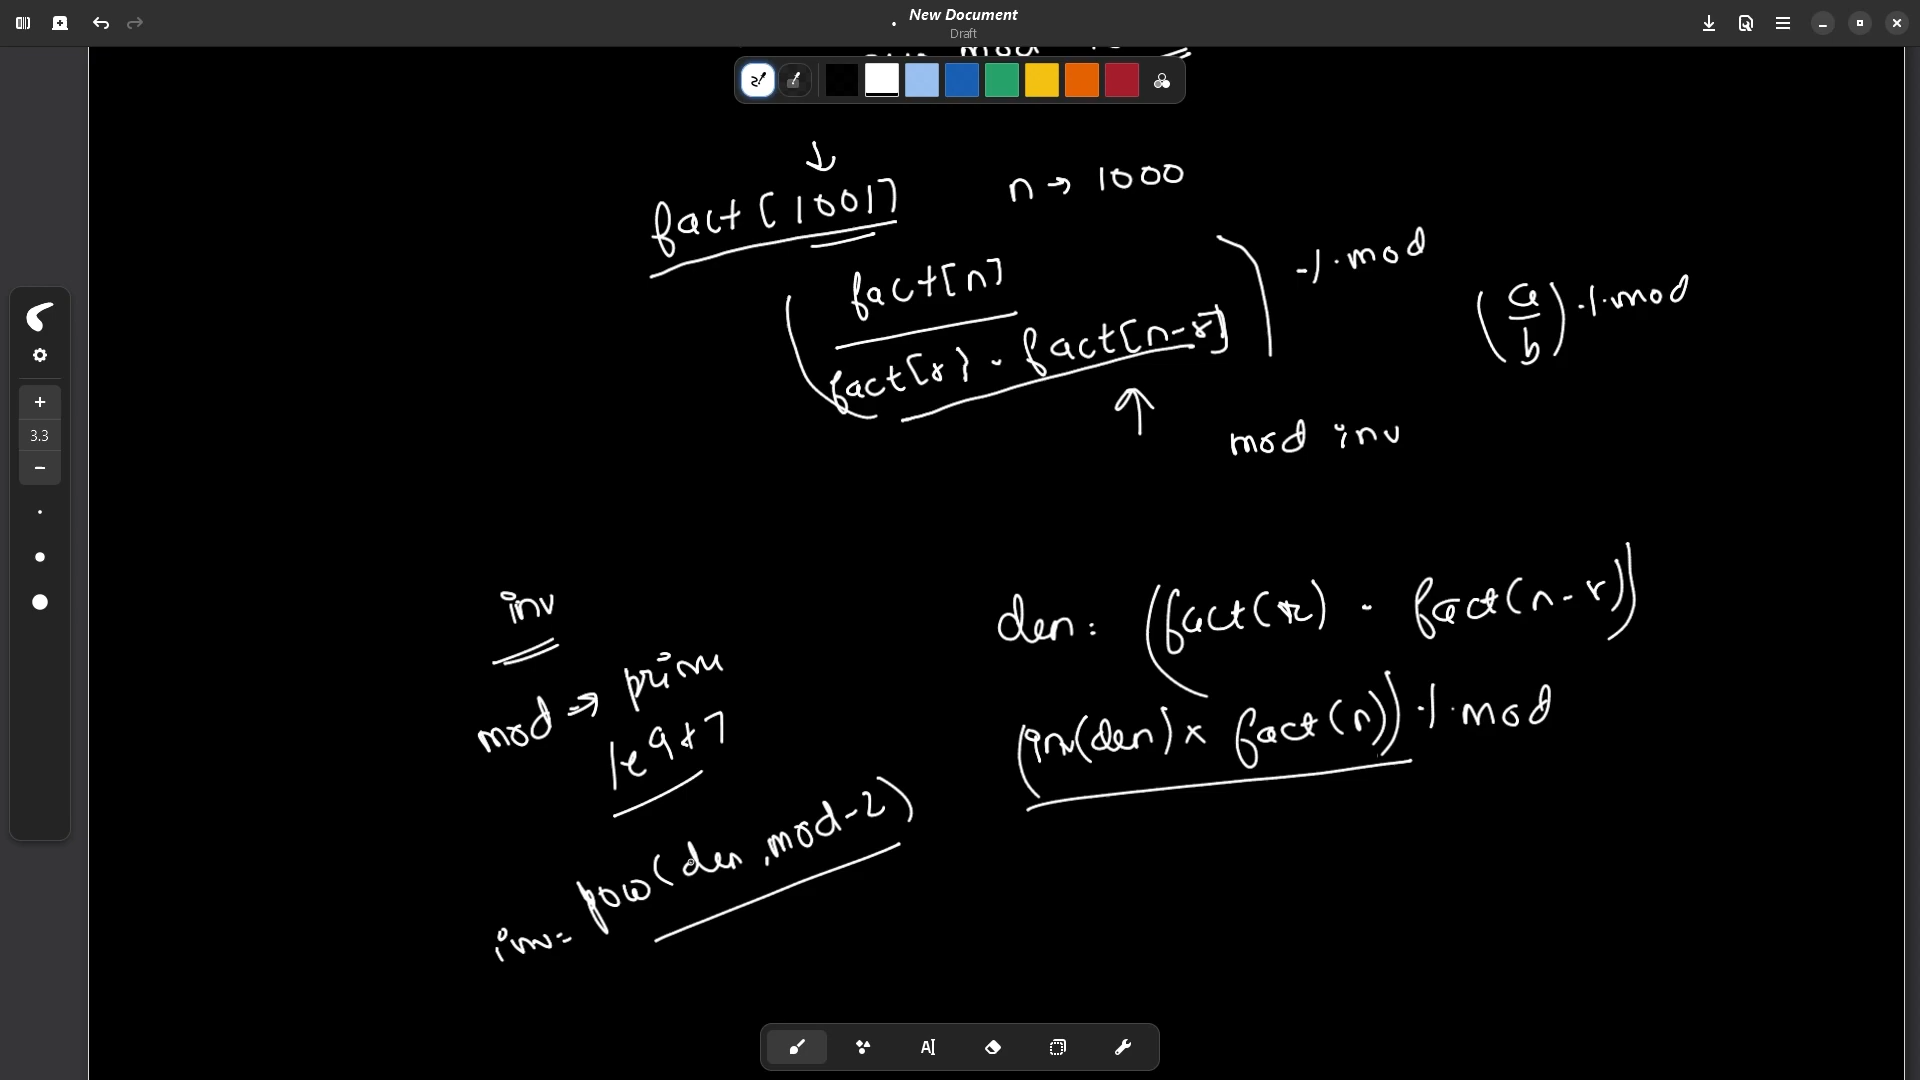 New Document
Draft
mod
fact[1001]
n → 1000
fact[n]
fact[r] · fact[n-r]
% mod
(a/b) % mod
mod inv
inv
mod ⇒ prime
1e9+7
inv = pow(den, mod-2)
den: (fact(r) · fact(n-r))
(inv(den) × fact(n)) % mod
3.3